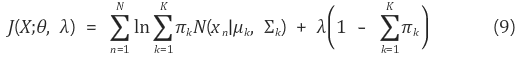 J(X;θ, λ) = ∑_{n=1}^{N} ln ∑_{k=1}^{K} π_k N(x_n|μ_k, Σ_k) + λ(1 − ∑_{k=1}^{K} π_k) (9)